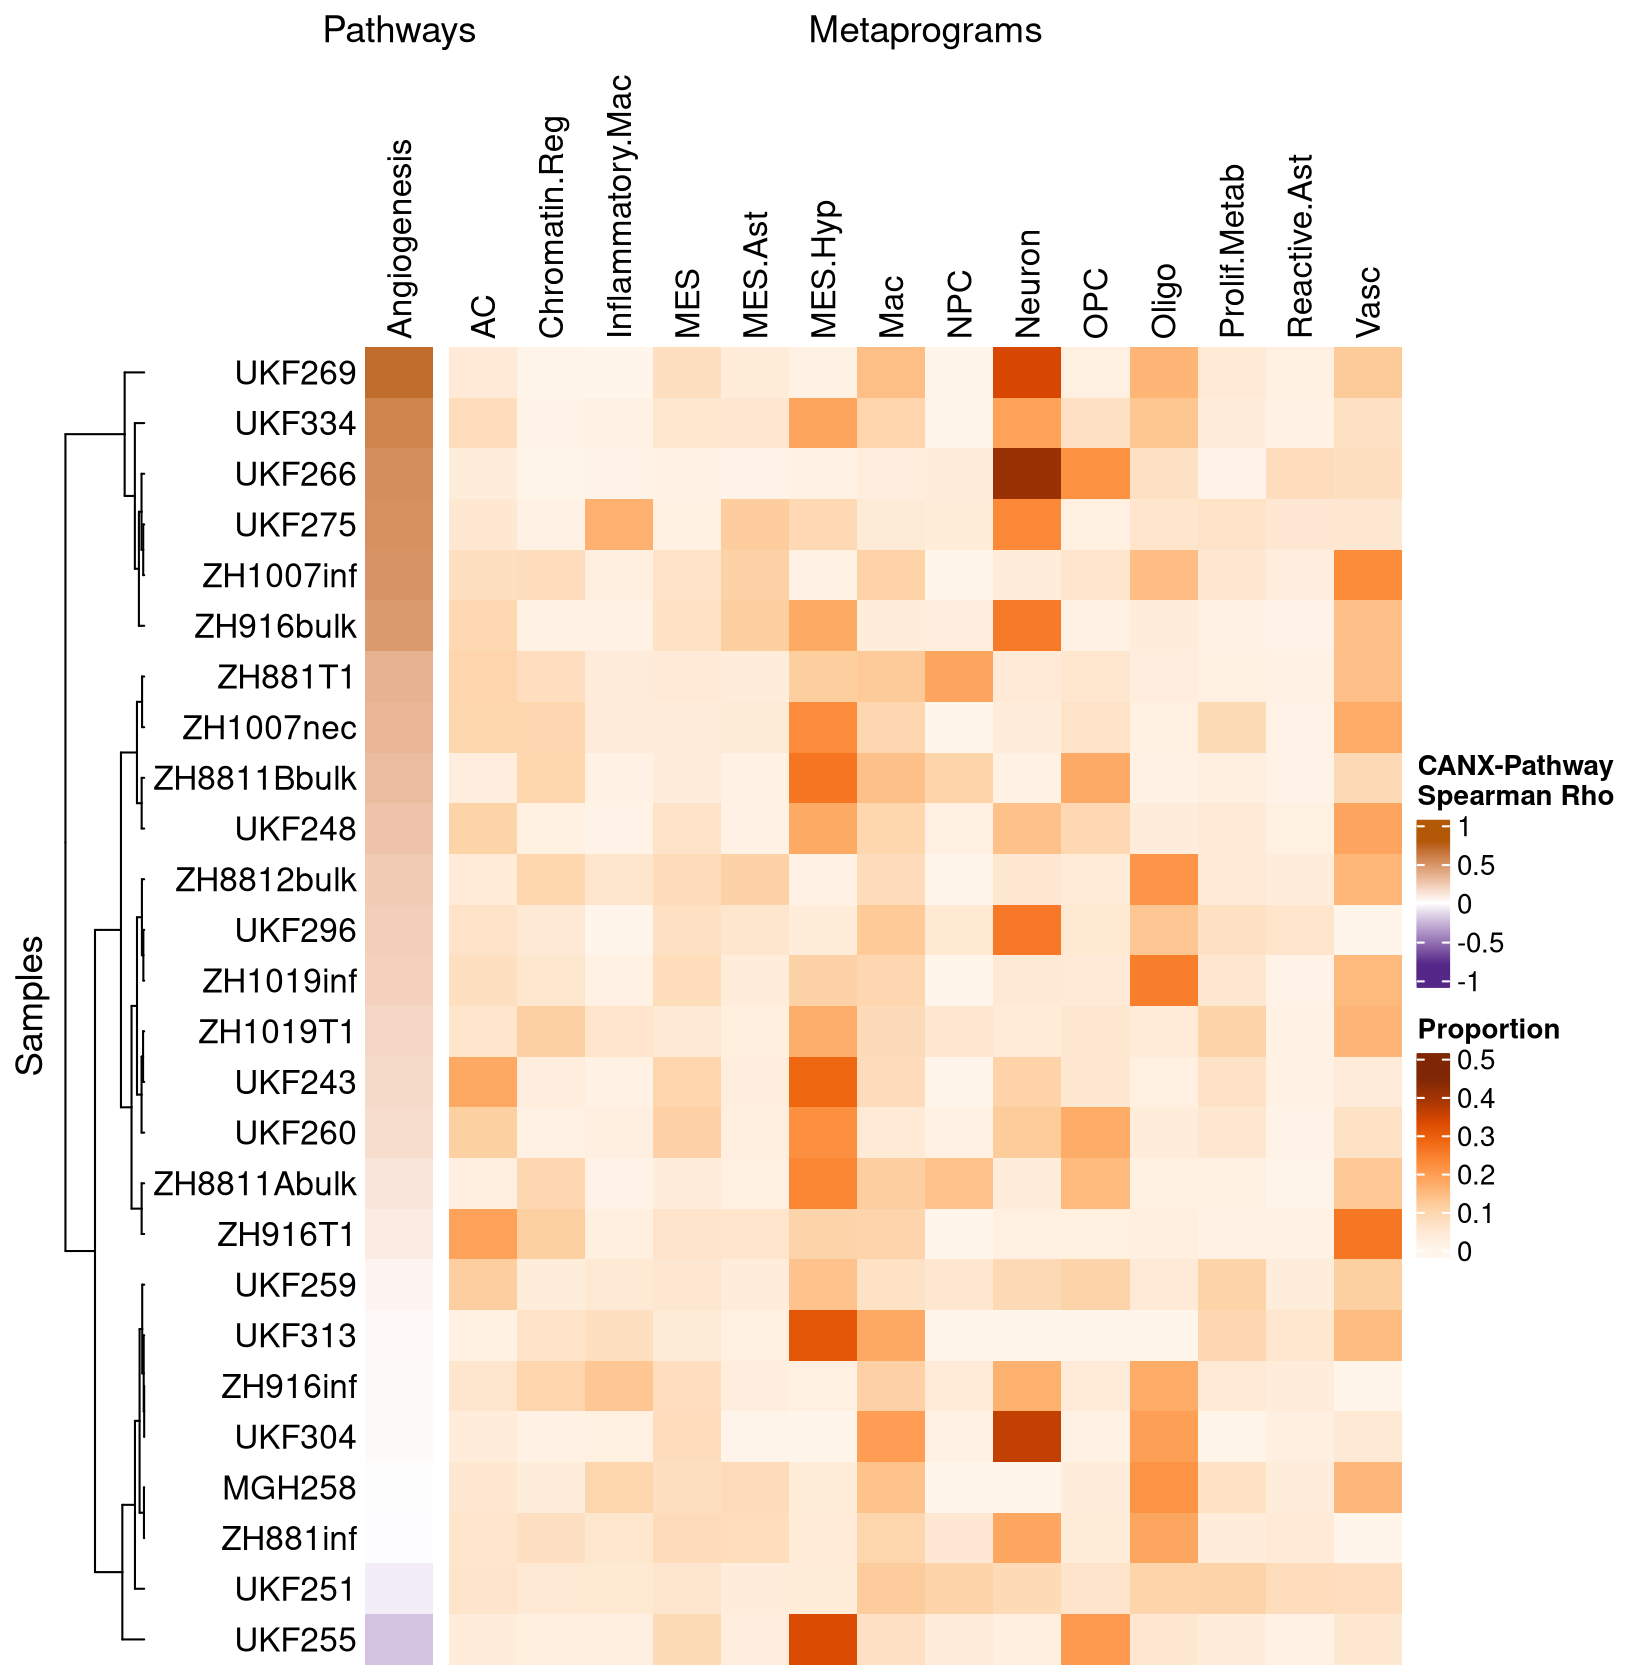 Pathways
Metaprograms
Angiogenesis
AC
Chromatin.Reg
Inflammatory.Mac
MES
MES.Ast
MES.Hyp
Mac
NPC
Neuron
OPC
Oligo
Prolif.Metab
Reactive.Ast
Vasc
Samples
UKF269
UKF334
UKF266
UKF275
ZH1007inf
ZH916bulk
ZH881T1
ZH1007nec
ZH8811Bbulk
UKF248
ZH8812bulk
UKF296
ZH1019inf
ZH1019T1
UKF243
UKF260
ZH8811Abulk
ZH916T1
UKF259
UKF313
ZH916inf
UKF304
MGH258
ZH881inf
UKF251
UKF255
CANX-Pathway
Spearman Rho
1
0.5
0
-0.5
-1
Proportion
0.5
0.4
0.3
0.2
0.1
0